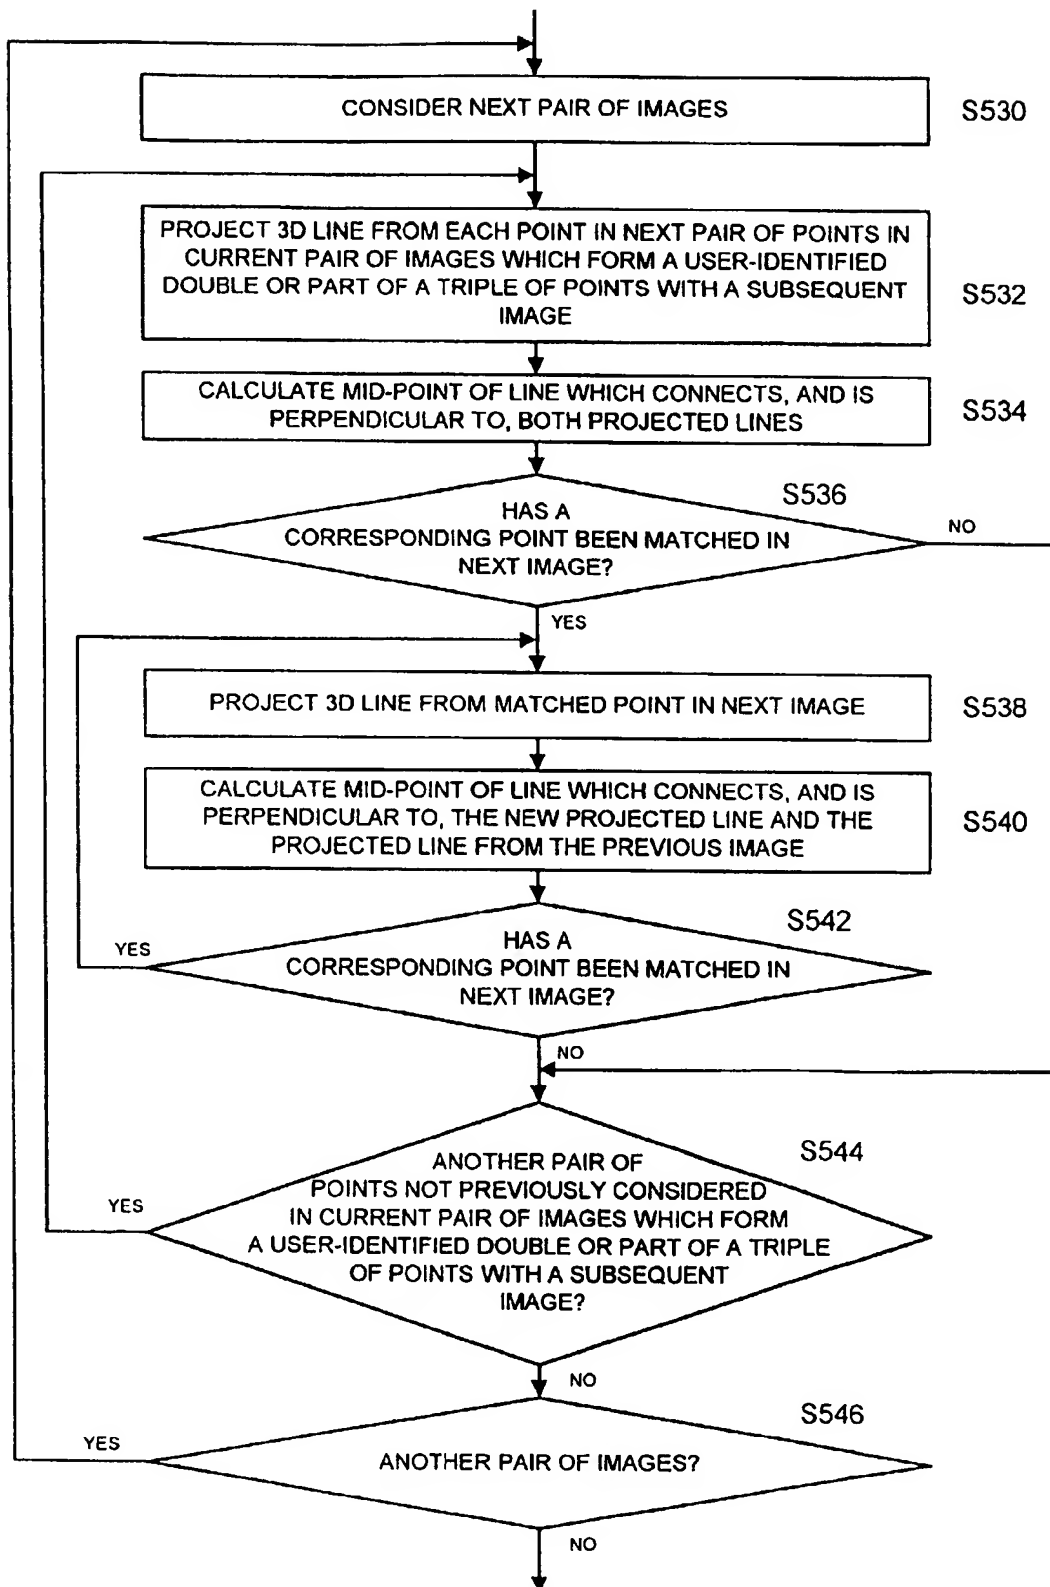 CONSIDER NEXT PAIR OF IMAGES
S530
PROJECT 3D LINE FROM EACH POINT IN NEXT PAIR OF POINTS IN
CURRENT PAIR OF IMAGES WHICH FORM A USER-IDENTIFIED
DOUBLE OR PART OF A TRIPLE OF POINTS WITH A SUBSEQUENT
IMAGE
S532
CALCULATE MID-POINT OF LINE WHICH CONNECTS, AND IS
PERPENDICULAR TO, BOTH PROJECTED LINES
S534
S536
HAS A
CORRESPONDING POINT BEEN MATCHED IN
NEXT IMAGE?
NO
YES
PROJECT 3D LINE FROM MATCHED POINT IN NEXT IMAGE
S538
CALCULATE MID-POINT OF LINE WHICH CONNECTS, AND IS
PERPENDICULAR TO, THE NEW PROJECTED LINE AND THE
PROJECTED LINE FROM THE PREVIOUS IMAGE
S540
S542
YES
HAS A
CORRESPONDING POINT BEEN MATCHED IN
NEXT IMAGE?
NO
S544
YES
ANOTHER PAIR OF
POINTS NOT PREVIOUSLY CONSIDERED
IN CURRENT PAIR OF IMAGES WHICH FORM
A USER-IDENTIFIED DOUBLE OR PART OF A TRIPLE
OF POINTS WITH A SUBSEQUENT
IMAGE?
NO
S546
YES
ANOTHER PAIR OF IMAGES?
NO